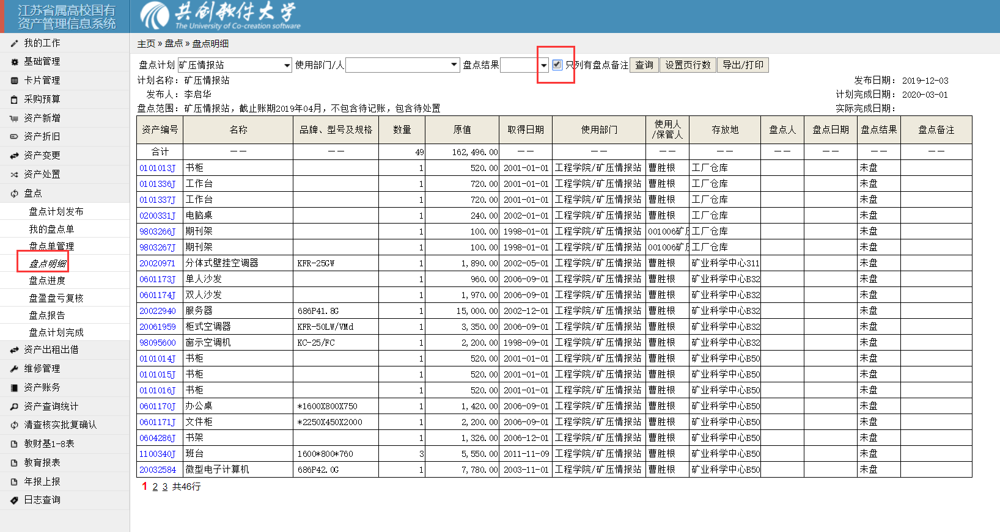 江苏省属高校国有
资产管理信息系统
共创软件大学
The University of Co-creation software
我的工作
基础管理
卡片管理
采购预算
资产新增
资产折旧
资产变更
资产处置
盘点
盘点计划发布
我的盘点单
盘点单管理
盘点明细
盘点进度
盘盈盘亏复核
盘点报告
盘点计划完成
资产出租出借
维修管理
资产账务
资产查询统计
清查核实批复确认
教财基1-8表
教育报表
年报上报
日志查询
主页 » 盘点 » 盘点明细
盘点计划 矿压情报站 使用部门/人 盘点结果 只列有盘点备注 查询 设置页行数 导出/打印
计划名称： 矿压情报站 发布日期： 2019-12-03
发布人： 李启华 计划完成日期： 2020-03-01
盘点范围： 矿压情报站，截止账期2019年04月，不包含待记账，包含待处置 实际完成日期：
资产编号 名称 品牌、型号及规格 数量 原值 取得日期 使用部门 使用人/保管人 存放地 盘点人 盘点日期 盘点结果 盘点备注
合计 —— —— 49 162,496.00 —— —— —— —— —— —— —— ——
0101013J 书柜 1 520.00 2001-01-01 工程学院/矿压情报站 曹胜根 工厂仓库 未盘
0101336J 工作台 1 720.00 2001-01-01 工程学院/矿压情报站 曹胜根 工厂仓库 未盘
0101337J 工作台 1 720.00 2001-01-01 工程学院/矿压情报站 曹胜根 工厂仓库 未盘
0200331J 电脑桌 1 240.00 2002-01-01 工程学院/矿压情报站 曹胜根 工厂仓库 未盘
9803266J 期刊架 1 100.00 1998-01-01 工程学院/矿压情报站 001006矿压 工厂仓库 未盘
9803267J 期刊架 1 100.00 1998-01-01 工程学院/矿压情报站 001006矿压 工厂仓库 未盘
20020971 分体式壁挂空调器 KFR-25GW 1 1,890.00 2002-05-01 工程学院/矿压情报站 曹胜根 矿业科学中心311 未盘
0601173J 单人沙发 1 960.00 2006-09-01 工程学院/矿压情报站 曹胜根 矿业科学中心B32 未盘
0601174J 双人沙发 1 1,970.00 2006-09-01 工程学院/矿压情报站 曹胜根 矿业科学中心B32 未盘
20022940 服务器 686P41.8G 1 15,000.00 2002-12-01 工程学院/矿压情报站 曹胜根 矿业科学中心B32 未盘
20061959 柜式空调器 KFR-50LW/VMd 1 3,350.00 2006-09-01 工程学院/矿压情报站 曹胜根 矿业科学中心B32 未盘
98095600 窗示空调机 KC-25/FC 1 2,200.00 1998-09-01 工程学院/矿压情报站 曹胜根 矿业科学中心B32 未盘
0101014J 书柜 1 520.00 2001-01-01 工程学院/矿压情报站 曹胜根 矿业科学中心B50 未盘
0101015J 书柜 1 520.00 2001-01-01 工程学院/矿压情报站 曹胜根 矿业科学中心B50 未盘
0101016J 书柜 1 520.00 2001-01-01 工程学院/矿压情报站 曹胜根 矿业科学中心B50 未盘
0601170J 办公桌 *1600X800X750 1 1,420.00 2006-09-01 工程学院/矿压情报站 曹胜根 矿业科学中心B50 未盘
0601171J 文件柜 *2250X450X2000 1 2,200.00 2006-09-01 工程学院/矿压情报站 曹胜根 矿业科学中心B50 未盘
0604286J 书架 1 1,326.00 2006-12-01 工程学院/矿压情报站 曹胜根 矿业科学中心B50 未盘
1100340J 班台 1600*800*760 3 5,550.00 2011-11-09 工程学院/矿压情报站 曹胜根 矿业科学中心B50 未盘
20032584 微型电子计算机 686P42.0G 1 7,780.00 2003-11-01 工程学院/矿压情报站 曹胜根 矿业科学中心B50 未盘
1 2 3 共46行